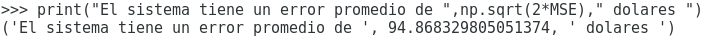 >>> print("El sistema tiene un error promedio de ",np.sqrt(2*MSE)," dolares ")
('El sistema tiene un error promedio de ', 94.868329805051374, ' dolares ')